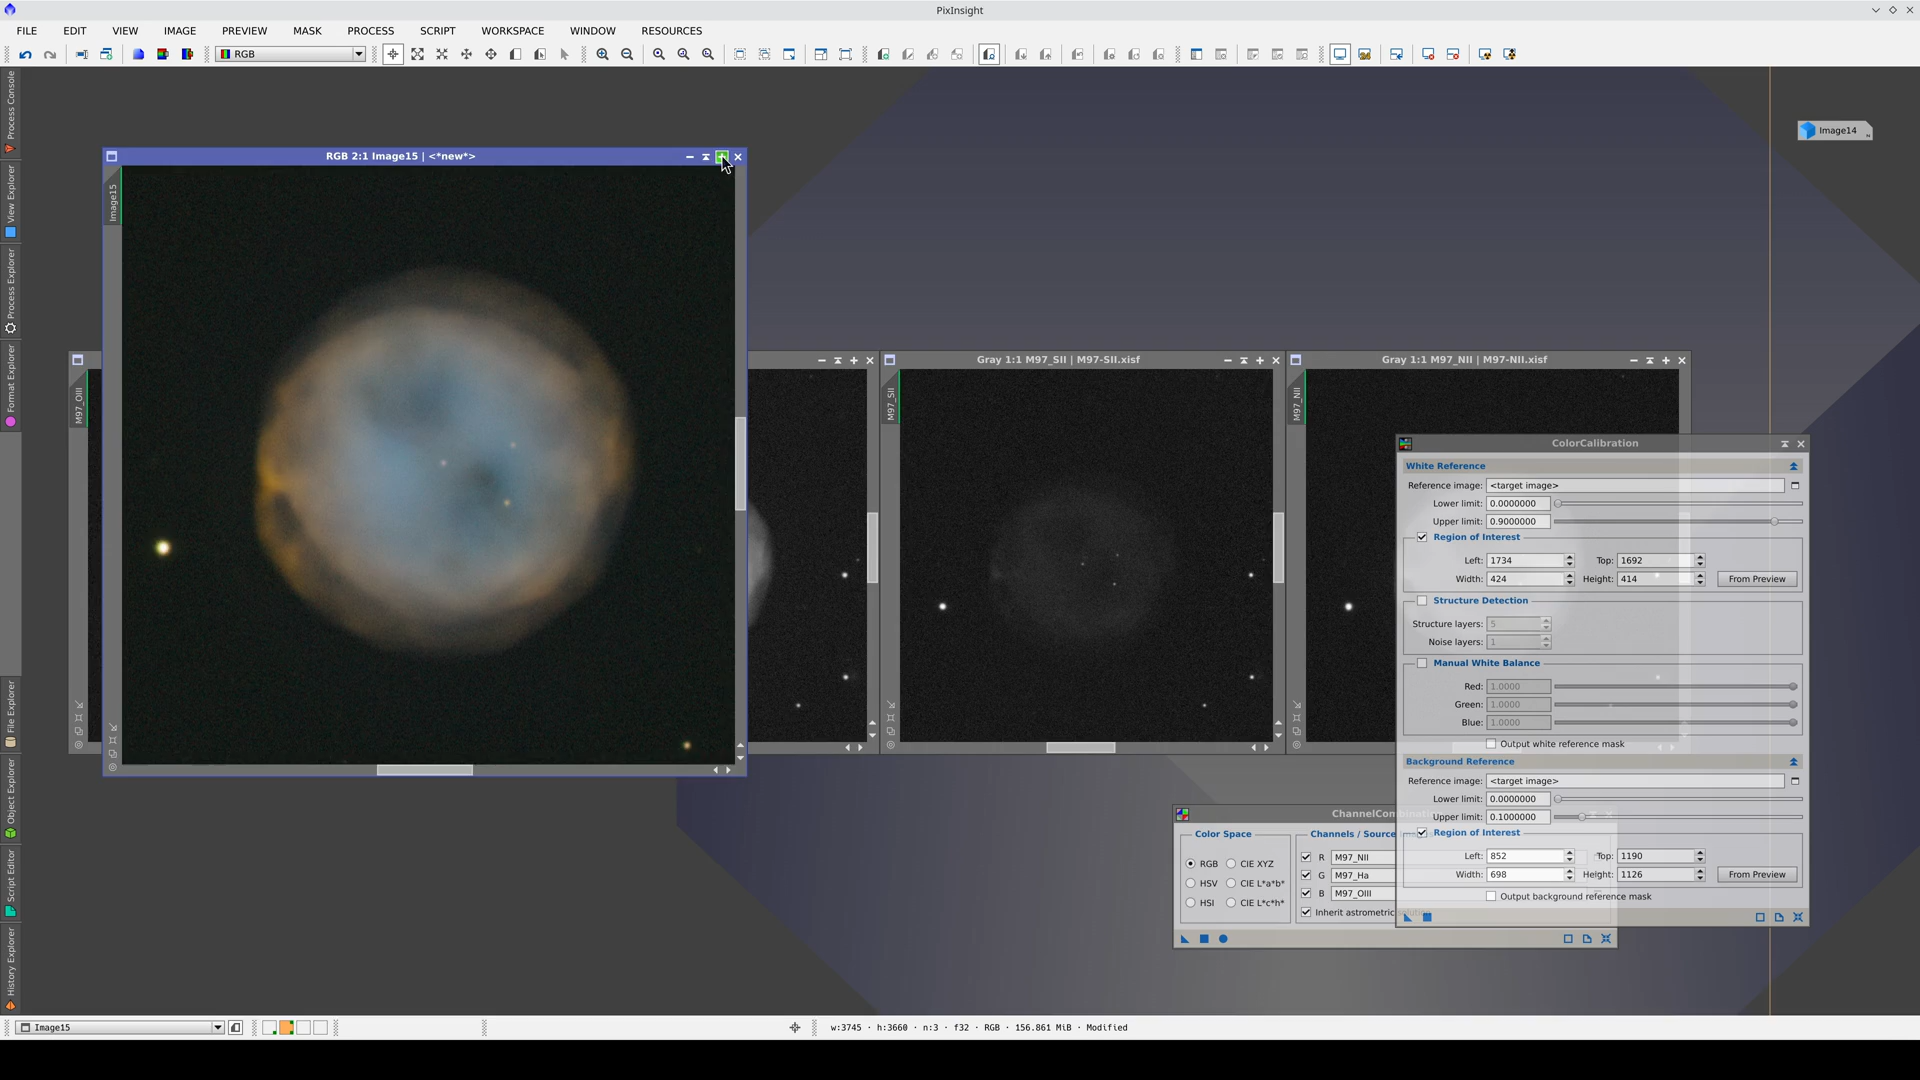 PixInsight
FILE EDIT VIEW IMAGE PREVIEW MASK PROCESS SCRIPT WORKSPACE WINDOW RESOURCES
RGB
Process Console
View Explorer
Process Explorer
Format Explorer
File Explorer
Object Explorer
Script Editor
History Explorer
Image14
RGB 2:1 Image15 | <*new*>
Image15
M97_OIII
Gray 1:1 M97_SII | M97-SII.xisf
M97_SII
Gray 1:1 M97_NII | M97-NII.xisf
M97_NII
ColorCalibration
White Reference
Reference image: <target image>
Lower limit: 0.0000000
Upper limit: 0.9000000
Region of Interest
Left: 1734 Top: 1692
Width: 424 Height: 414 From Preview
Structure Detection
Structure layers: 5
Noise layers: 1
Manual White Balance
Red: 1.0000
Green: 1.0000
Blue: 1.0000
Output white reference mask
Background Reference
Reference image: <target image>
Lower limit: 0.0000000
Upper limit: 0.1000000
Region of Interest
Left: 852 Top: 1190
Width: 698 Height: 1126 From Preview
Output background reference mask
Color Space
RGB CIE XYZ
HSV CIE L*a*b*
HSI CIE L*c*h*
Channels / Source
R M97_NII
G M97_Ha
B M97_OIII
Inherit astrometric
Image15
w:3745 · h:3660 · n:3 · f32 · RGB · 156.861 MiB · Modified